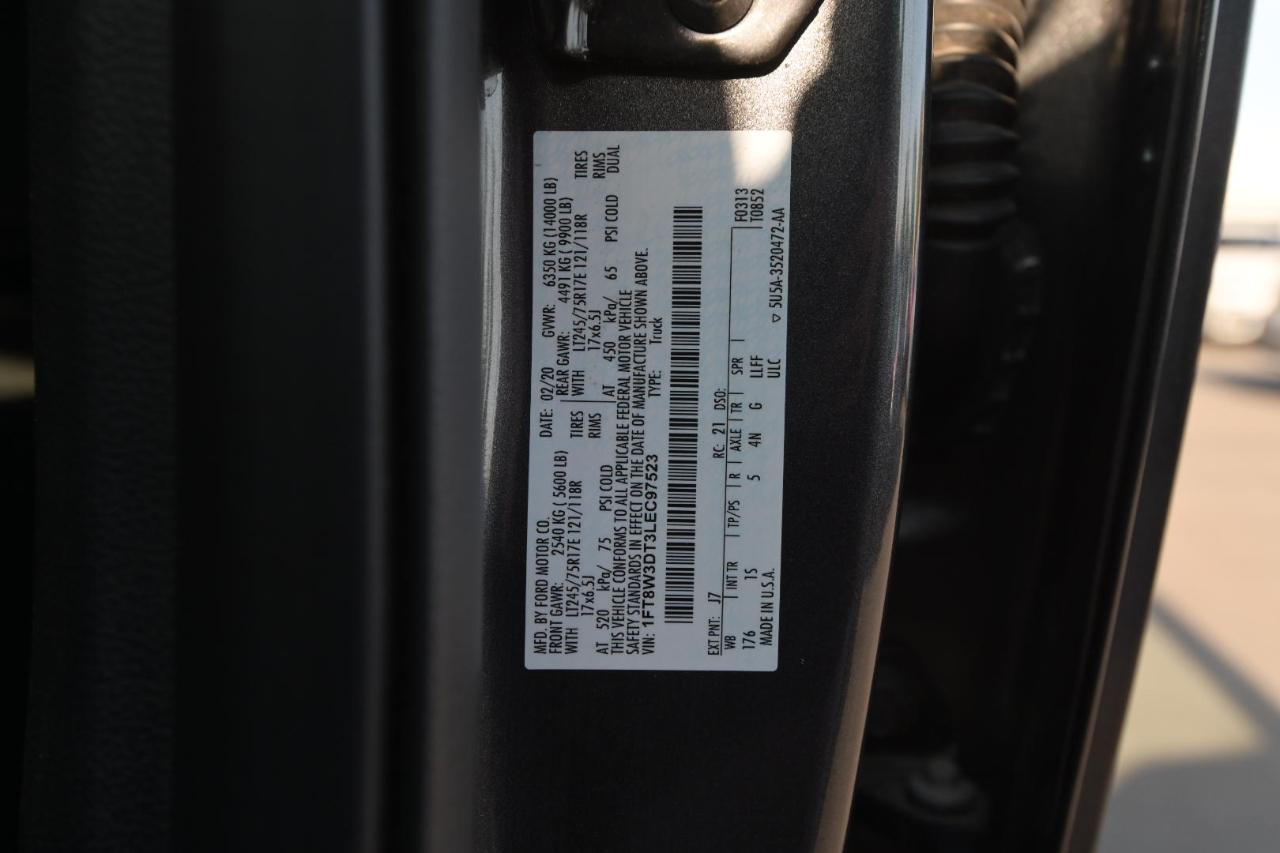 MFD. BY FORD MOTOR CO. DATE: 02/20 GVWR: 6350 KG (14000 LB)
FRONT GAWR: 2540 KG ( 5600 LB) REAR GAWR: 4491 KG ( 9900 LB)
WITH LT245/75R17E 121/118R TIRES WITH LT245/75R17E 121/118R TIRES
17x6.5J RIMS 17x6.5J RIMS
AT 520 kPa/ 75 PSI COLD AT 450 kPa/ 65 PSI COLD DUAL
THIS VEHICLE CONFORMS TO ALL APPLICABLE FEDERAL MOTOR VEHICLE
SAFETY STANDARDS IN EFFECT ON THE DATE OF MANUFACTURE SHOWN ABOVE.
VIN: 1FT8W3DT3LEC97523 TYPE: Truck
EXT PNT: J7 RC: 21 DSO: F0313
WB INT TR TP/PS R AXLE TR SPR T0852
176 1S 5 4N G LLFF
MADE IN U.S.A. ULC ▽ 5U5A-3520472-AA